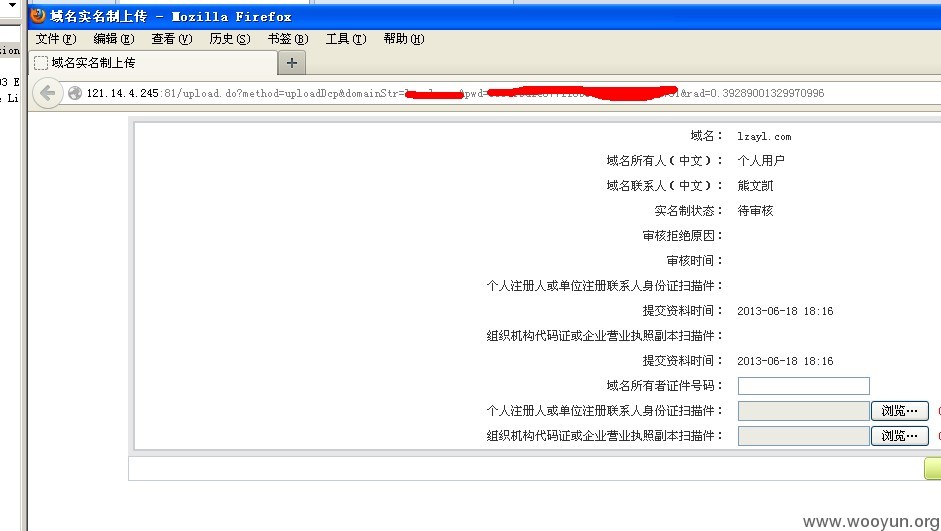 域名实名制上传 - Mozilla Firefox
文件(F) 编辑(E) 查看(V) 历史(S) 书签(B) 工具(T) 帮助(H)
域名实名制上传
121.14.4.245:81/upload.do?method=uploadDcp&domainStr= &pwd= &rad=0.39289001329970996
域名： lzayl.com
域名所有人(中文)： 个人用户
域名联系人(中文)： 熊文凯
实名制状态： 待审核
审核拒绝原因：
审核时间：
个人注册人或单位注册联系人身份证扫描件：
提交资料时间： 2013-06-18 18:16
组织机构代码证或企业营业执照副本扫描件：
提交资料时间： 2013-06-18 18:16
域名所有者证件号码：
个人注册人或单位注册联系人身份证扫描件： 浏览…
组织机构代码证或企业营业执照副本扫描件： 浏览…
www.wooyun.org